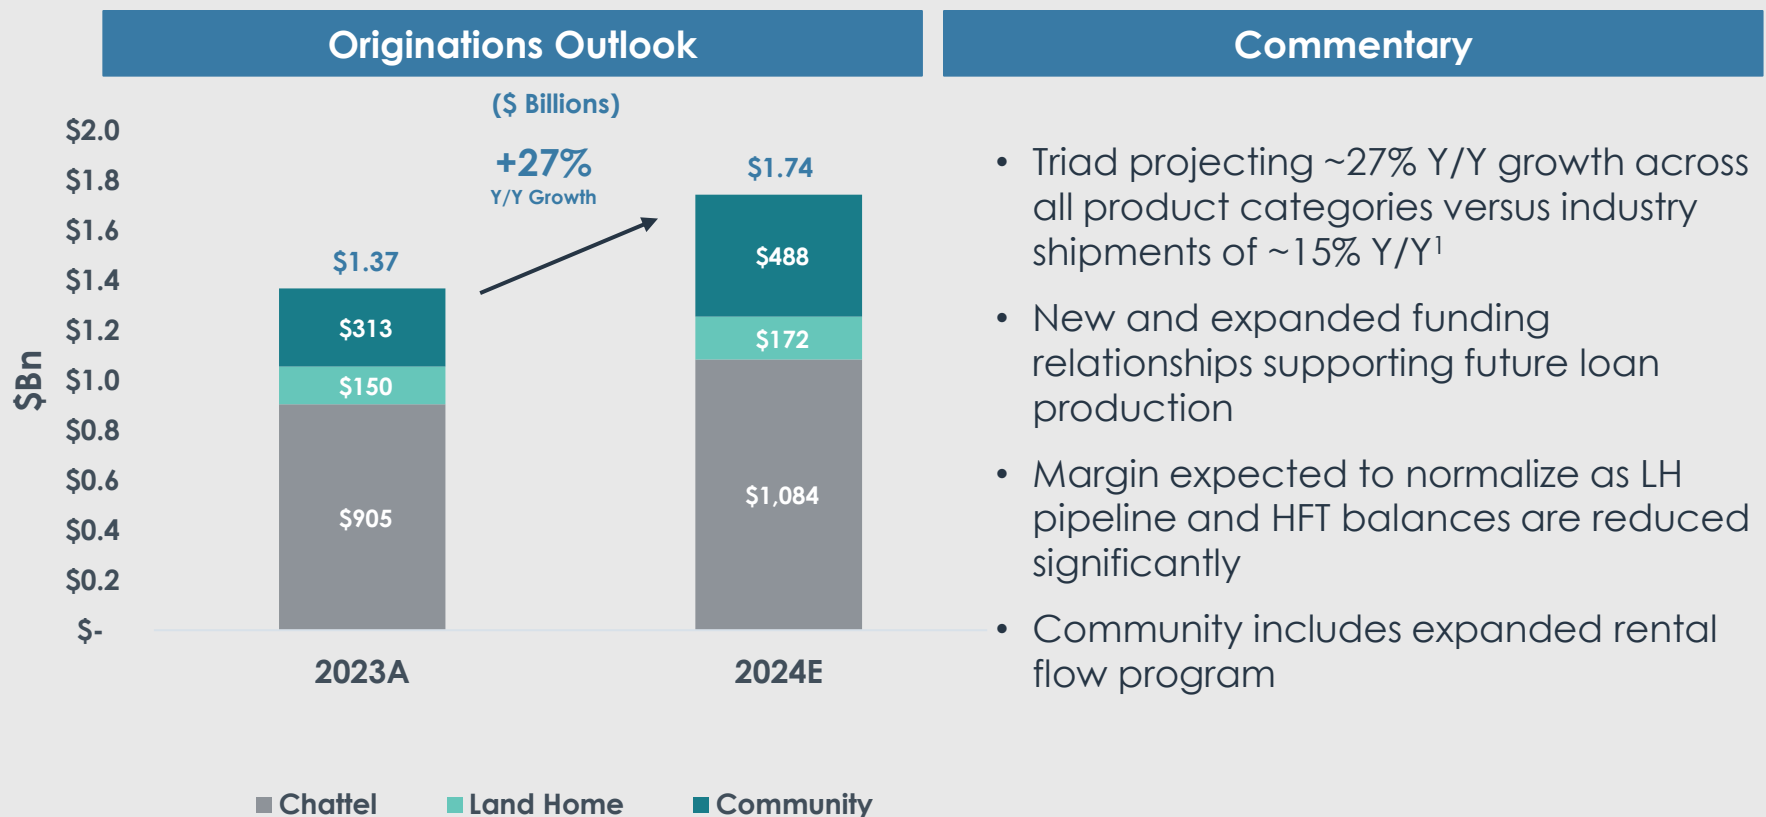 Originations Outlook
($ Billions)
$Bn
$2.0
$1.8
$1.6
$1.4
$1.2
$1.0
$0.8
$0.6
$0.4
$0.2
$-
+27%
Y/Y Growth
$1.37
$313
$150
$905
$1.74
$488
$172
$1,084
2023A
2024E
Chattel
Land Home
Community
Commentary
• Triad projecting ~27% Y/Y growth across
all product categories versus industry
shipments of ~15% Y/Y¹
• New and expanded funding
relationships supporting future loan
production
• Margin expected to normalize as LH
pipeline and HFT balances are reduced
significantly
• Community includes expanded rental
flow program